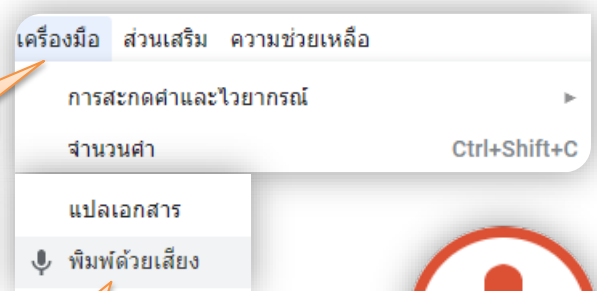 เครื่องมือ ส่วนเสริม ความช่วยเหลือ
การสะกดคำและไวยากรณ์
จำนวนคำ Ctrl+Shift+C
แปลเอกสาร
พิมพ์ด้วยเสียง